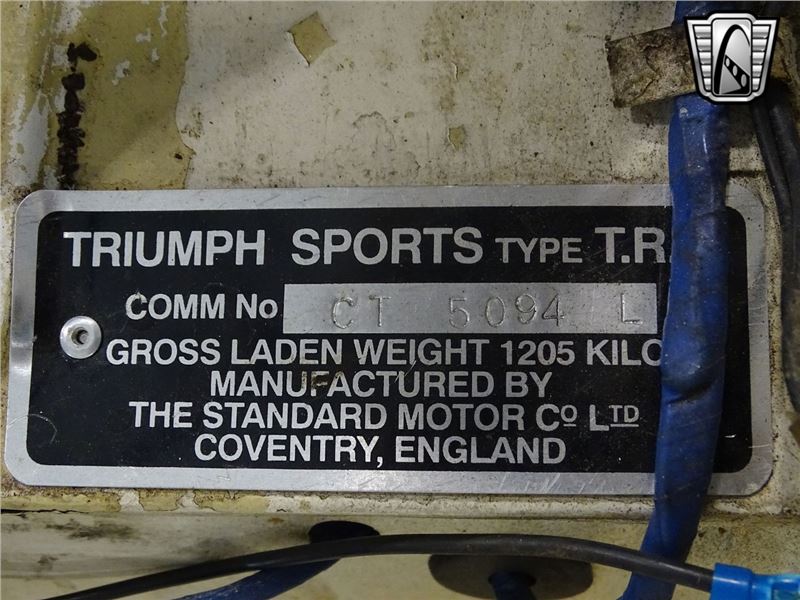 TRIUMPH SPORTS TYPE T.R.
COMM No CT 5094 L
GROSS LADEN WEIGHT 1205 KILO
MANUFACTURED BY
THE STANDARD MOTOR Cº LTD
COVENTRY, ENGLAND